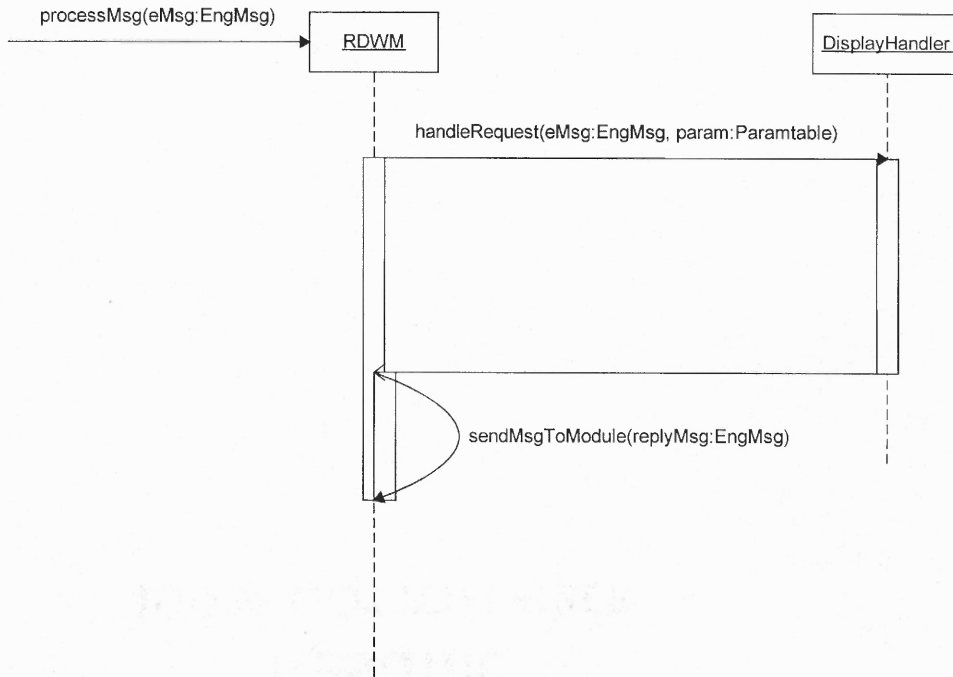 processMsg(eMsg:EngMsg)
RDWM
DisplayHandler
handleRequest(eMsg:EngMsg, param:Paramtable)
sendMsgToModule(replyMsg:EngMsg)